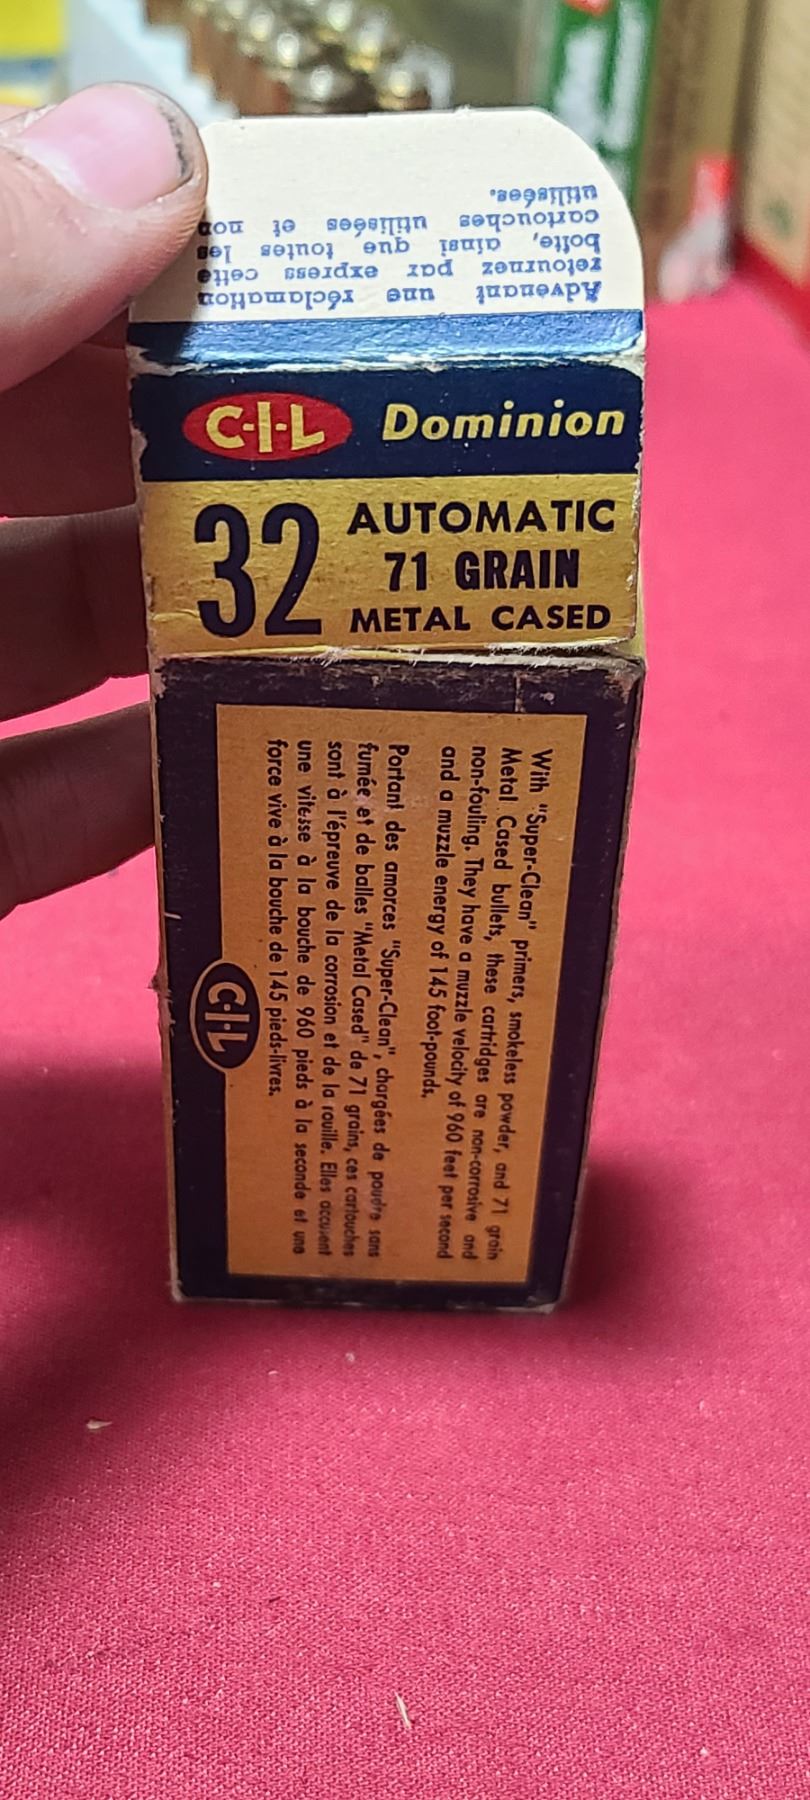 Advenant une réclamation
retournez par express cette
boîte, ainsi que toutes les
cartouches utilisées et non
utilisées.
C-I-L Dominion
32
AUTOMATIC
71 GRAIN
METAL CASED
With "Super-Clean" primers, smokeless powder, and 71 grain
Metal Cased bullets, these cartridges are non-corrosive and
non-fouling. They have a muzzle velocity of 960 feet per second
and a muzzle energy of 145 foot-pounds.
Portant des amorces "Super-Clean", chargées de poudre sans
fumée et de balles "Metal Cased" de 71 grains, ces cartouches
sont à l'épreuve de la corrosion et de la rouille. Elles accusent
une vitesse à la bouche de 960 pieds à la seconde et une
force vive à la bouche de 145 pieds-livres.
C-I-L